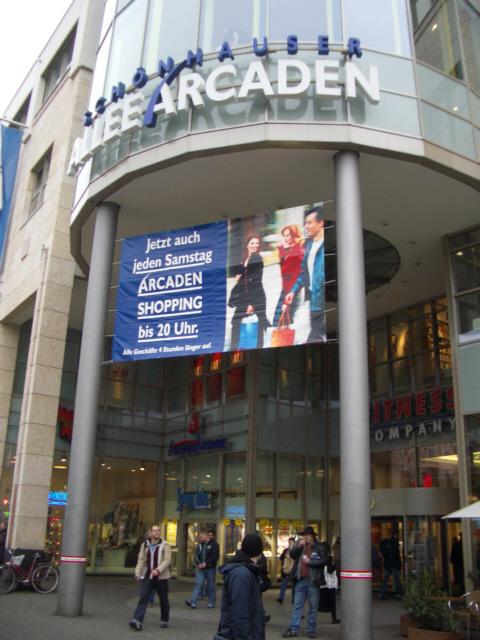 SCHÖNHAUSER
ALLEE ARCADEN
Jetzt auch
jeden Samstag
ARCADEN
SHOPPING
bis 20 Uhr.
Alle Geschäfte 4 Stunden länger auf.
H&M
FITNESS
COMPANY